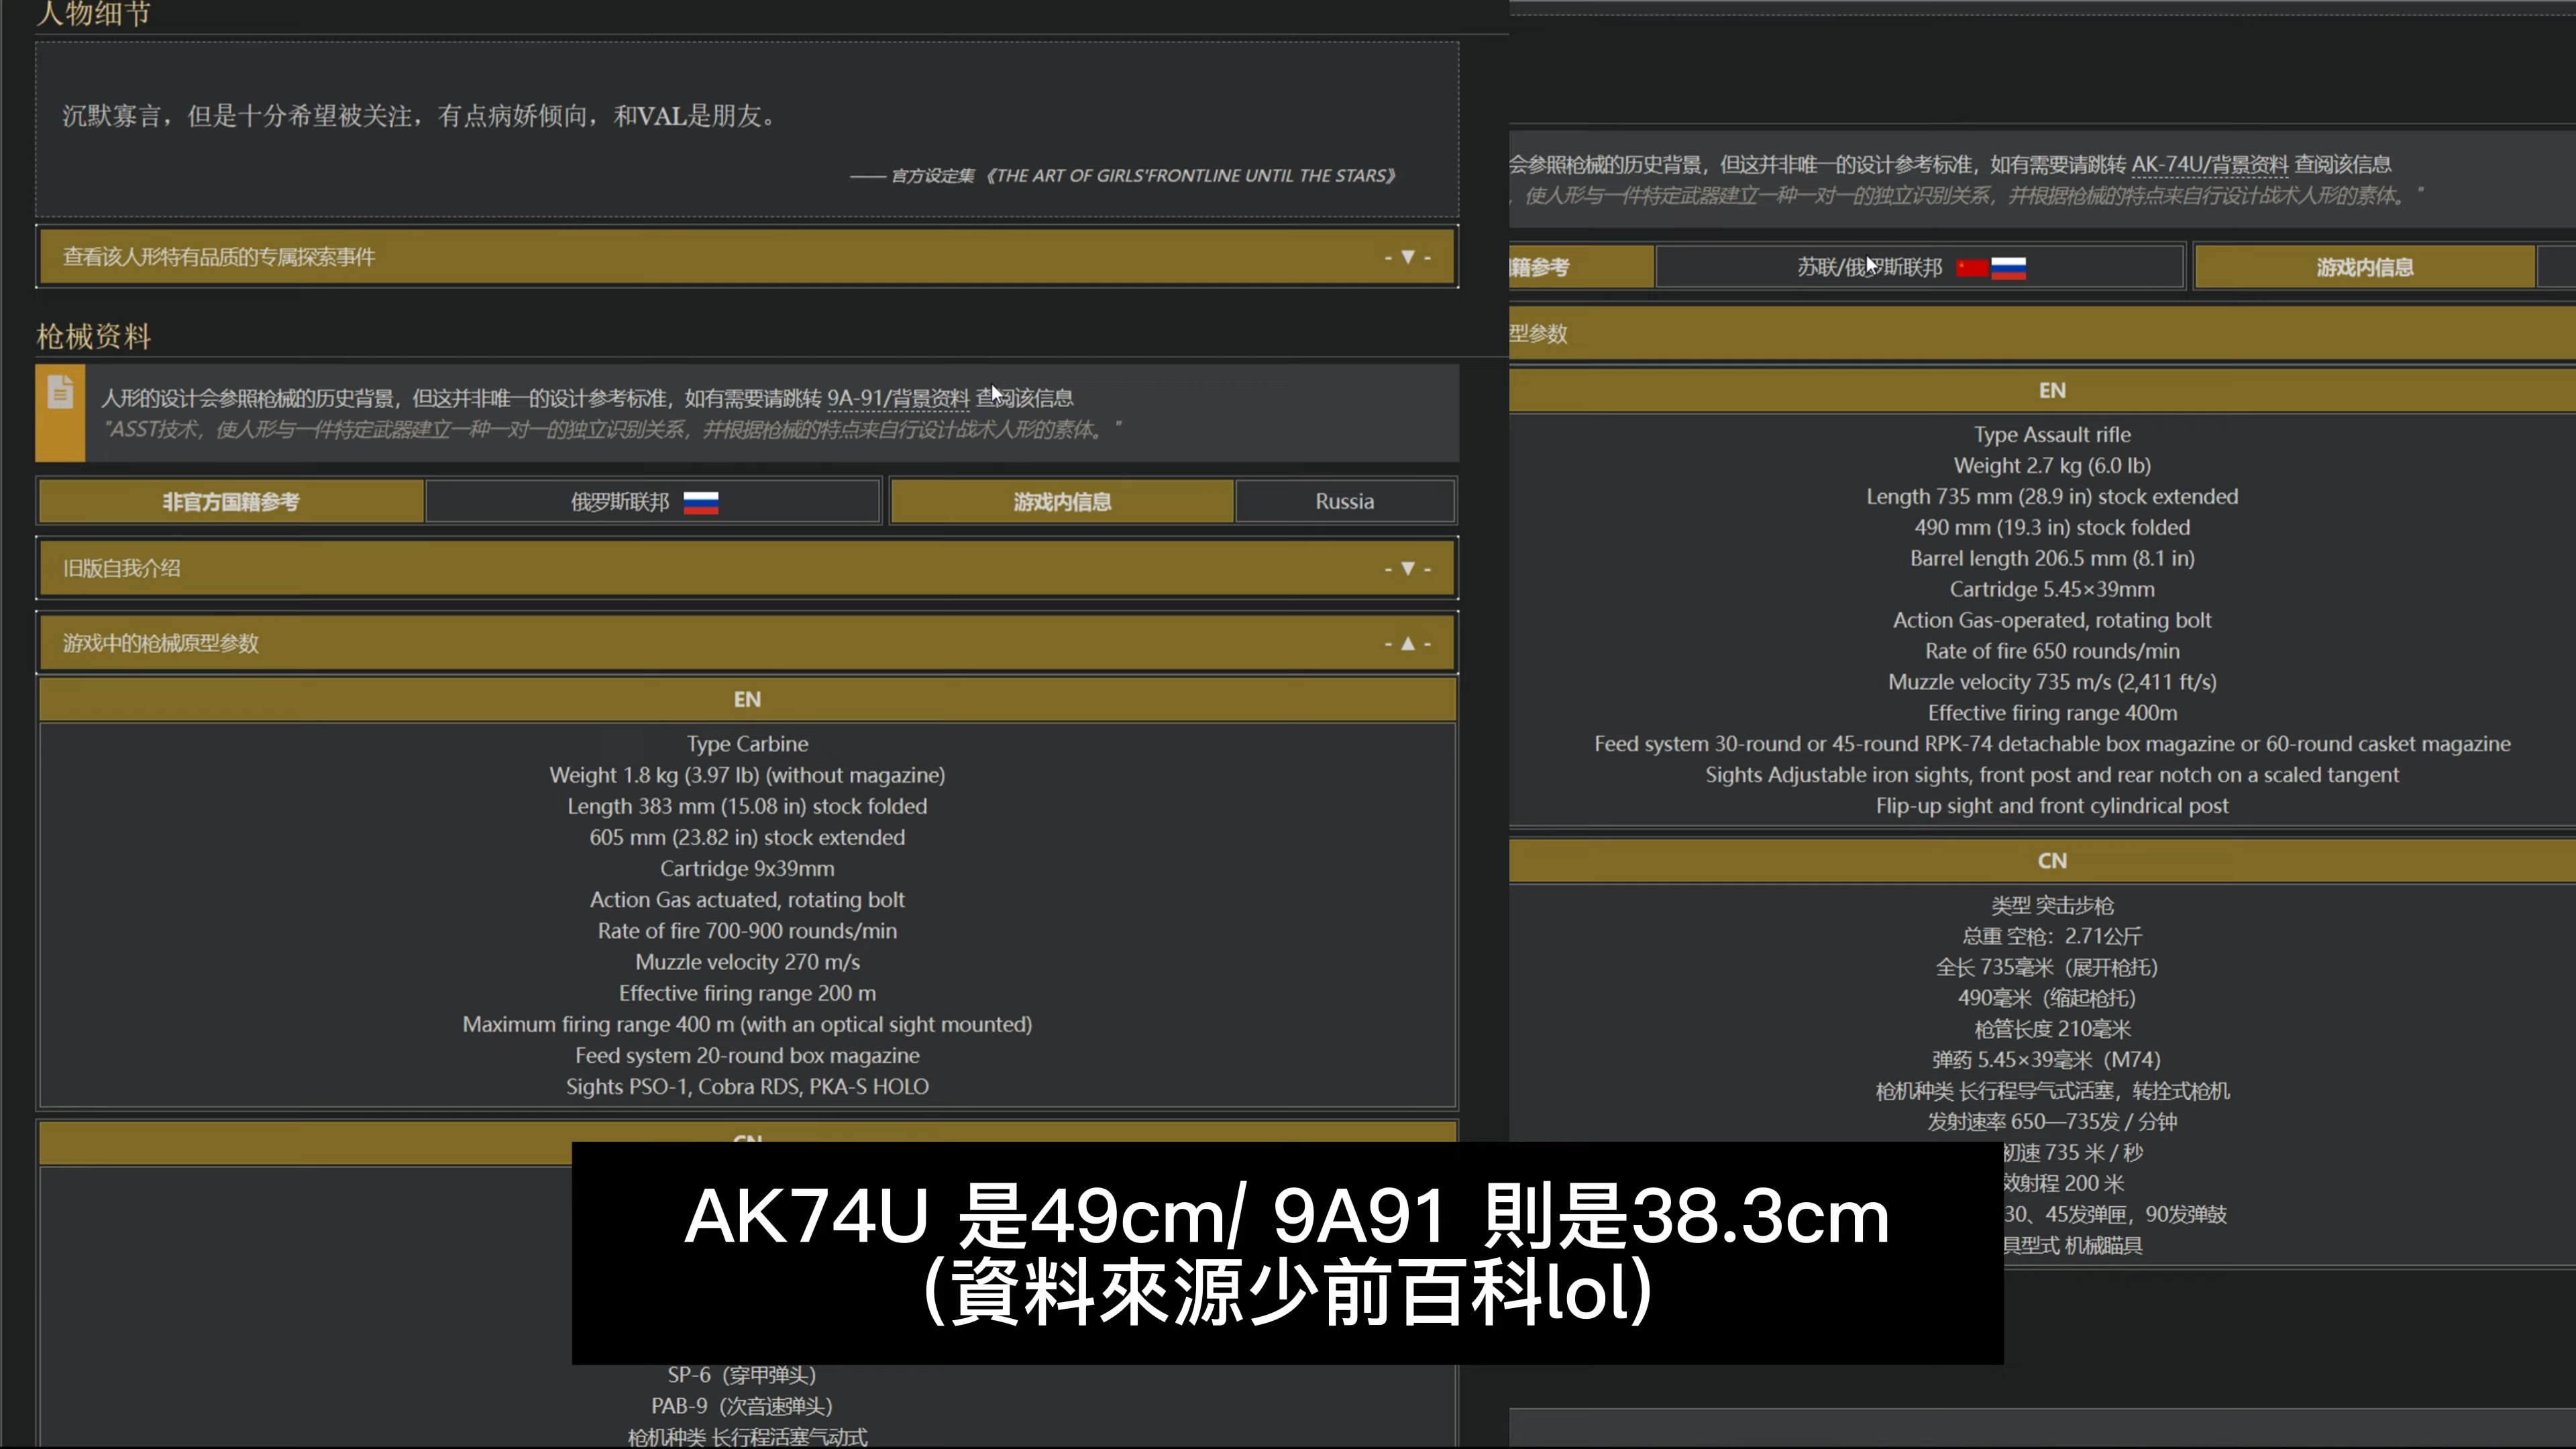 人物细节
沉默寡言，但是十分希望被关注，有点病娇倾向，和VAL是朋友。
—— 官方设定集 《THE ART OF GIRLS'FRONTLINE UNTIL THE STARS》
查看该人形特有品质的专属探索事件
- ▼ -
枪械资料
人形的设计会参照枪械的历史背景，但这并非唯一的设计参考标准，如有需要请跳转 9A-91/背景资料 查阅该信息
"ASST技术，使人形与一件特定武器建立一种一对一的独立识别关系，并根据枪械的特点来自行设计战术人形的素体。"
非官方国籍参考 俄罗斯联邦 游戏内信息 Russia
旧版自我介绍
- ▼ -
游戏中的枪械原型参数
- ▲ -
EN
Type Carbine
Weight 1.8 kg (3.97 lb) (without magazine)
Length 383 mm (15.08 in) stock folded
605 mm (23.82 in) stock extended
Cartridge 9x39mm
Action Gas actuated, rotating bolt
Rate of fire 700-900 rounds/min
Muzzle velocity 270 m/s
Effective firing range 200 m
Maximum firing range 400 m (with an optical sight mounted)
Feed system 20-round box magazine
Sights PSO-1, Cobra RDS, PKA-S HOLO
CN
SP-6（穿甲弹头）
PAB-9（次音速弹头）
枪机种类 长行程活塞气动式
会参照枪械的历史背景，但这并非唯一的设计参考标准，如有需要请跳转 AK-74U/背景资料 查阅该信息
，使人形与一件特定武器建立一种一对一的独立识别关系，并根据枪械的特点来自行设计战术人形的素体。"
籍参考 苏联/俄罗斯联邦 游戏内信息
型参数
EN
Type Assault rifle
Weight 2.7 kg (6.0 lb)
Length 735 mm (28.9 in) stock extended
490 mm (19.3 in) stock folded
Barrel length 206.5 mm (8.1 in)
Cartridge 5.45×39mm
Action Gas-operated, rotating bolt
Rate of fire 650 rounds/min
Muzzle velocity 735 m/s (2,411 ft/s)
Effective firing range 400m
Feed system 30-round or 45-round RPK-74 detachable box magazine or 60-round casket magazine
Sights Adjustable iron sights, front post and rear notch on a scaled tangent
Flip-up sight and front cylindrical post
CN
类型 突击步枪
总重 空枪：2.71公斤
全长 735毫米（展开枪托）
490毫米（缩起枪托）
枪管长度 210毫米
弹药 5.45×39毫米（M74）
枪机种类 长行程导气式活塞，转拴式枪机
发射速率 650—735发 / 分钟
初速 735 米 / 秒
效射程 200 米
30、45发弹匣，90发弹鼓
具型式 机械瞄具
AK74U 是49cm/ 9A91 則是38.3cm
(資料來源少前百科lol)